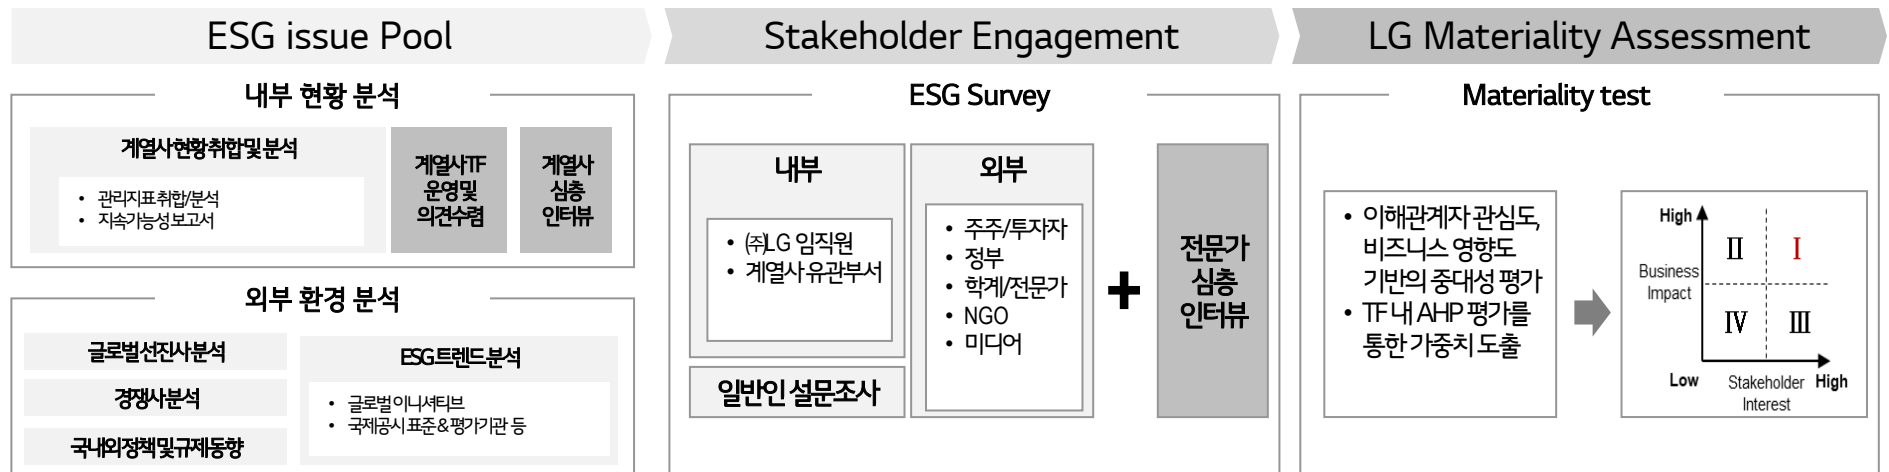 ESG issue Pool
내부 현황 분석
계열사 현황 취합 및 분석
• 관리지표 취합/분석
• 지속가능성 보고서
계열사 TF
운영 및
의견수렴
계열사
심층
인터뷰
외부 환경 분석
글로벌 선진사 분석
경쟁사 분석
국내외 정책 및 규제 동향
ESG 트렌드 분석
• 글로벌 이니셔티브
• 국제공시 표준 & 평가기관 등
Stakeholder Engagement
ESG Survey
내부
• ㈜LG 임직원
• 계열사 유관부서
일반인 설문조사
외부
• 주주/투자자
• 정부
• 학계/전문가
• NGO
• 미디어
+
전문가
심층
인터뷰
LG Materiality Assessment
Materiality test
• 이해관계자 관심도,
비즈니스 영향도
기반의 중대성 평가
• TF 내 AHP 평가를
통한 가중치 도출
High
Business
Impact
Ⅱ
Ⅰ
Ⅳ
Ⅲ
Low
Stakeholder
Interest
High